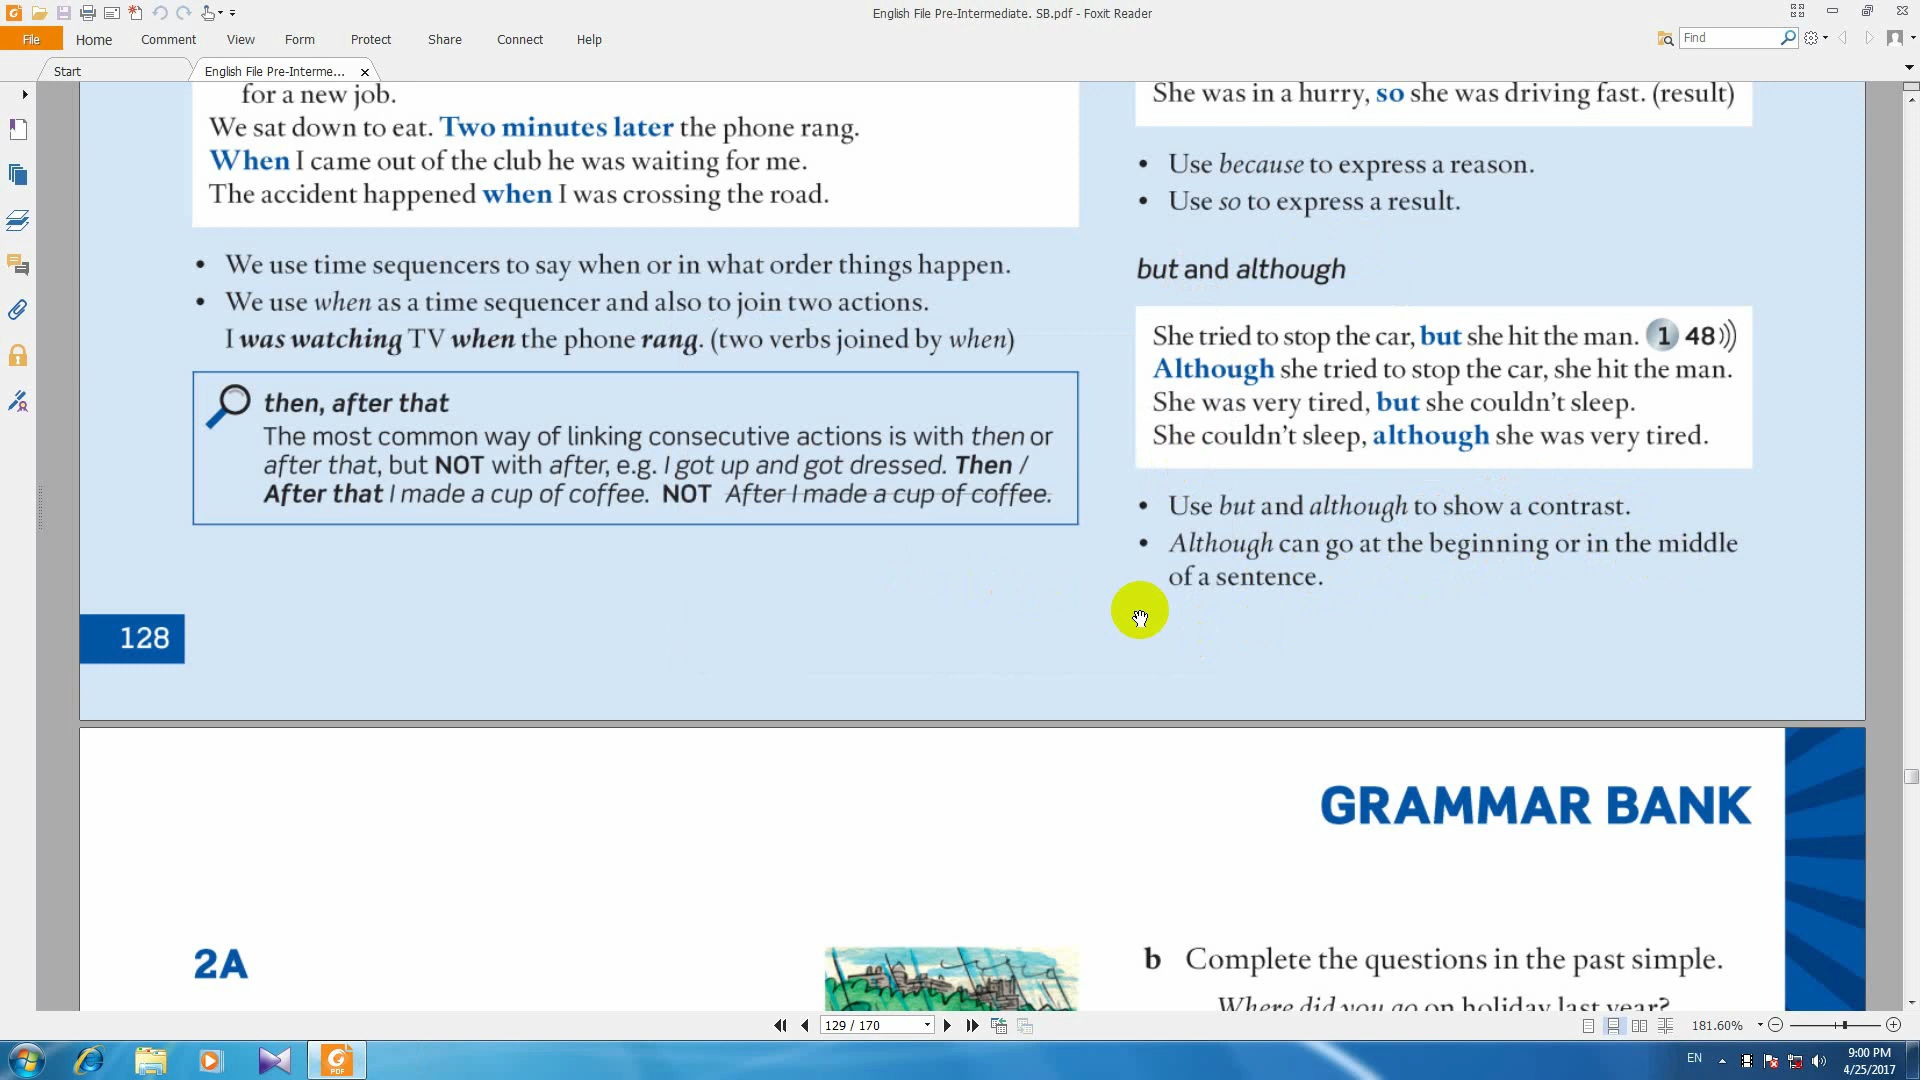 English File Pre-Intermediate. SB.pdf - Foxit Reader
File Home Comment View Form Protect Share Connect Help
Find
Start
English File Pre-Interme...
for a new job.
We sat down to eat. Two minutes later the phone rang.
When I came out of the club he was waiting for me.
The accident happened when I was crossing the road.
• We use time sequencers to say when or in what order things happen.
• We use when as a time sequencer and also to join two actions.
I was watching TV when the phone rang. (two verbs joined by when)
then, after that
The most common way of linking consecutive actions is with then or
after that, but NOT with after, e.g. I got up and got dressed. Then /
After that I made a cup of coffee. NOT After I made a cup of coffee.
128
She was in a hurry, so she was driving fast. (result)
• Use because to express a reason.
• Use so to express a result.
but and although
She tried to stop the car, but she hit the man. 1 48
Although she tried to stop the car, she hit the man.
She was very tired, but she couldn't sleep.
She couldn't sleep, although she was very tired.
• Use but and although to show a contrast.
• Although can go at the beginning or in the middle
of a sentence.
GRAMMAR BANK
2A
b Complete the questions in the past simple.
Where did you go on holiday last year?
129 / 170
181.60%
PDF
EN
9:00 PM
4/25/2017